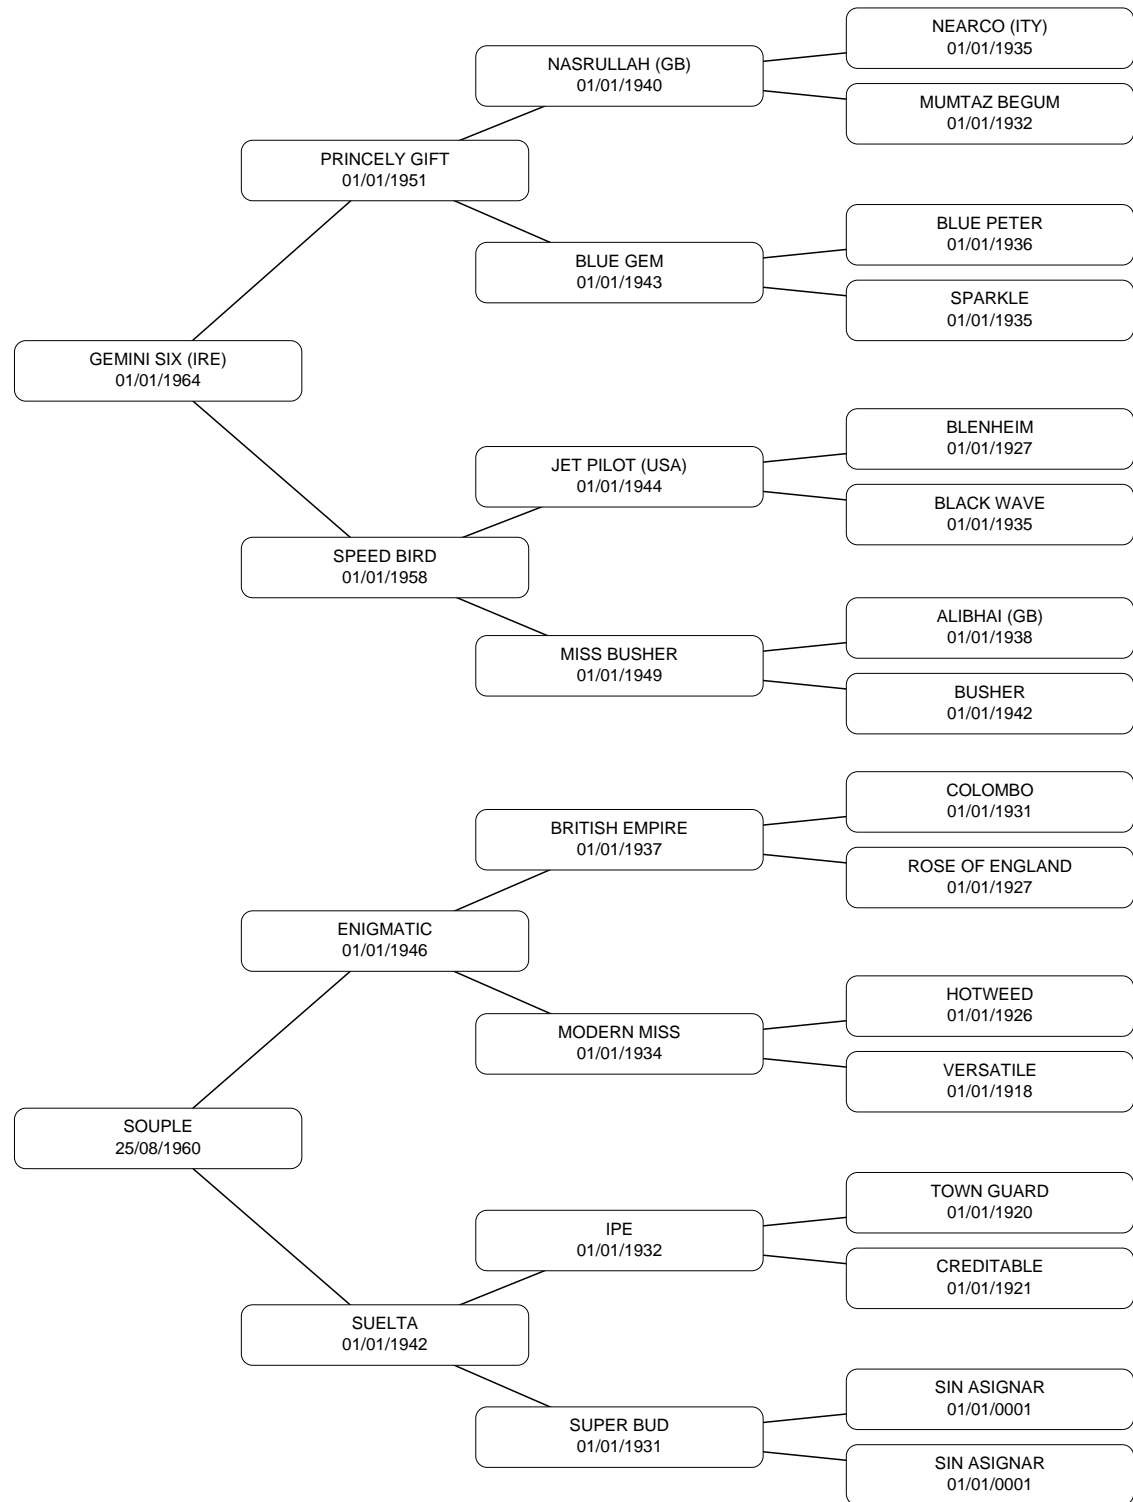 NEARCO (ITY)
01/01/1935
NASRULLAH (GB)
01/01/1940
MUMTAZ BEGUM
01/01/1932
PRINCELY GIFT
01/01/1951
BLUE PETER
01/01/1936
BLUE GEM
01/01/1943
SPARKLE
01/01/1935
GEMINI SIX (IRE)
01/01/1964
BLENHEIM
01/01/1927
JET PILOT (USA)
01/01/1944
BLACK WAVE
01/01/1935
SPEED BIRD
01/01/1958
ALIBHAI (GB)
01/01/1938
MISS BUSHER
01/01/1949
BUSHER
01/01/1942
COLOMBO
01/01/1931
BRITISH EMPIRE
01/01/1937
ROSE OF ENGLAND
01/01/1927
ENIGMATIC
01/01/1946
HOTWEED
01/01/1926
MODERN MISS
01/01/1934
VERSATILE
01/01/1918
SOUPLE
25/08/1960
TOWN GUARD
01/01/1920
IPE
01/01/1932
CREDITABLE
01/01/1921
SUELTA
01/01/1942
SIN ASIGNAR
01/01/0001
SUPER BUD
01/01/1931
SIN ASIGNAR
01/01/0001